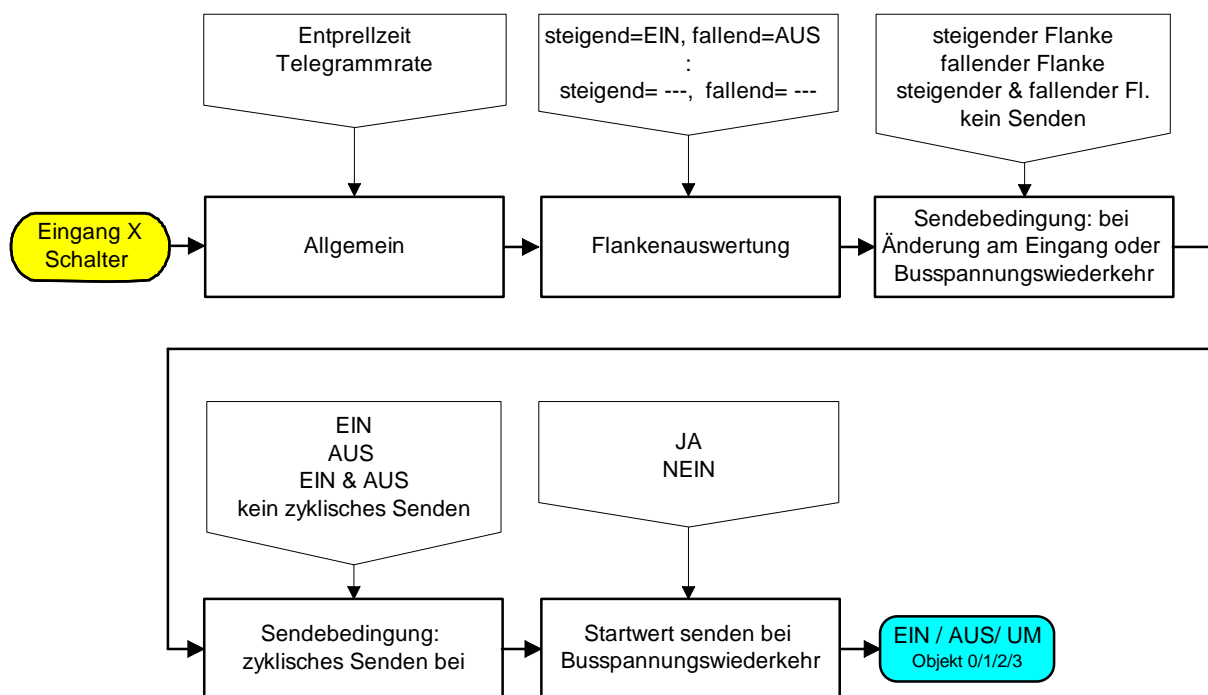 Entprellzeit
Telegrammrate
steigend=EIN, fallend=AUS
:
steigend= ---, fallend= ---
steigender Flanke
fallender Flanke
steigender & fallender Fl.
kein Senden
Eingang X
Schalter
Allgemein
Flankenauswertung
Sendebedingung: bei
Änderung am Eingang oder
Busspannungswiederkehr
EIN
AUS
EIN & AUS
kein zyklisches Senden
JA
NEIN
Sendebedingung:
zyklisches Senden bei
Startwert senden bei
Busspannungswiederkehr
EIN / AUS/ UM
Objekt 0/1/2/3